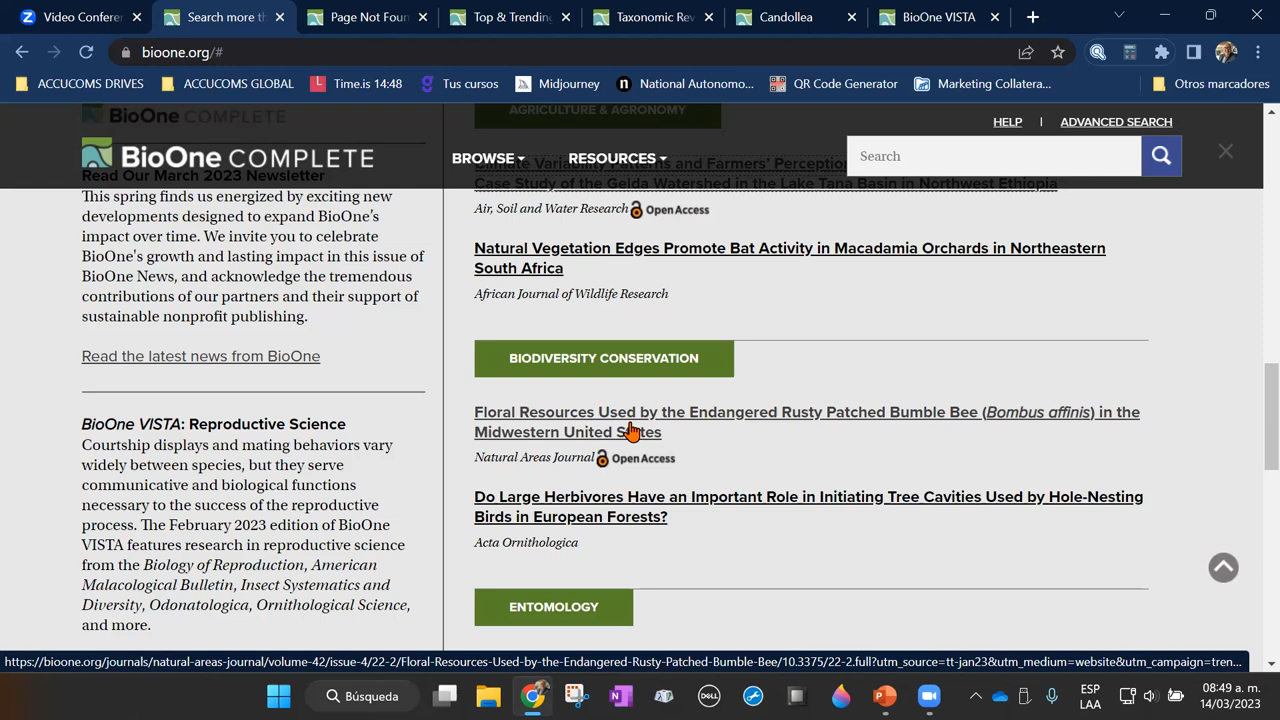 Video Conferen
Search more th
Page Not Foun
Top & Trending
Taxonomic Rev
Candollea
BioOne VISTA
bioone.org/#
ACCUCOMS DRIVES
ACCUCOMS GLOBAL
Time.is 14:48
Tus cursos
Midjourney
National Autonomo...
QR Code Generator
Marketing Collatera...
Otros marcadores
BioOne COMPLETE
AGRICULTURE & AGRONOMY
HELP | ADVANCED SEARCH
BioOne COMPLETE
BROWSE
RESOURCES
Search
Read Our March 2023 Newsletter
This spring finds us energized by exciting new
developments designed to expand BioOne's
impact over time. We invite you to celebrate
BioOne's growth and lasting impact in this issue of
BioOne News, and acknowledge the tremendous
contributions of our partners and their support of
sustainable nonprofit publishing.
Read the latest news from BioOne
BioOne VISTA: Reproductive Science
Courtship displays and mating behaviors vary
widely between species, but they serve
communicative and biological functions
necessary to the success of the reproductive
process. The February 2023 edition of BioOne
VISTA features research in reproductive science
from the Biology of Reproduction, American
Malacological Bulletin, Insect Systematics and
Diversity, Odonatologica, Ornithological Science,
and more.
Climate Variability Patterns and Farmers' Perception
Case Study of the Gelda Watershed in the Lake Tana Basin in Northwest Ethiopia
Air, Soil and Water Research Open Access
Natural Vegetation Edges Promote Bat Activity in Macadamia Orchards in Northeastern
South Africa
African Journal of Wildlife Research
BIODIVERSITY CONSERVATION
Floral Resources Used by the Endangered Rusty Patched Bumble Bee (Bombus affinis) in the
Midwestern United States
Natural Areas Journal Open Access
Do Large Herbivores Have an Important Role in Initiating Tree Cavities Used by Hole-Nesting
Birds in European Forests?
Acta Ornithologica
ENTOMOLOGY
https://bioone.org/journals/natural-areas-journal/volume-42/issue-4/22-2/Floral-Resources-Used-by-the-Endangered-Rusty-Patched-Bumble-Bee/10.3375/22-2.full?utm_source=tt-jan23&utm_medium=website&utm_campaign=tren...
Búsqueda
DELL
ESP
LAA
08:49 a. m.
14/03/2023